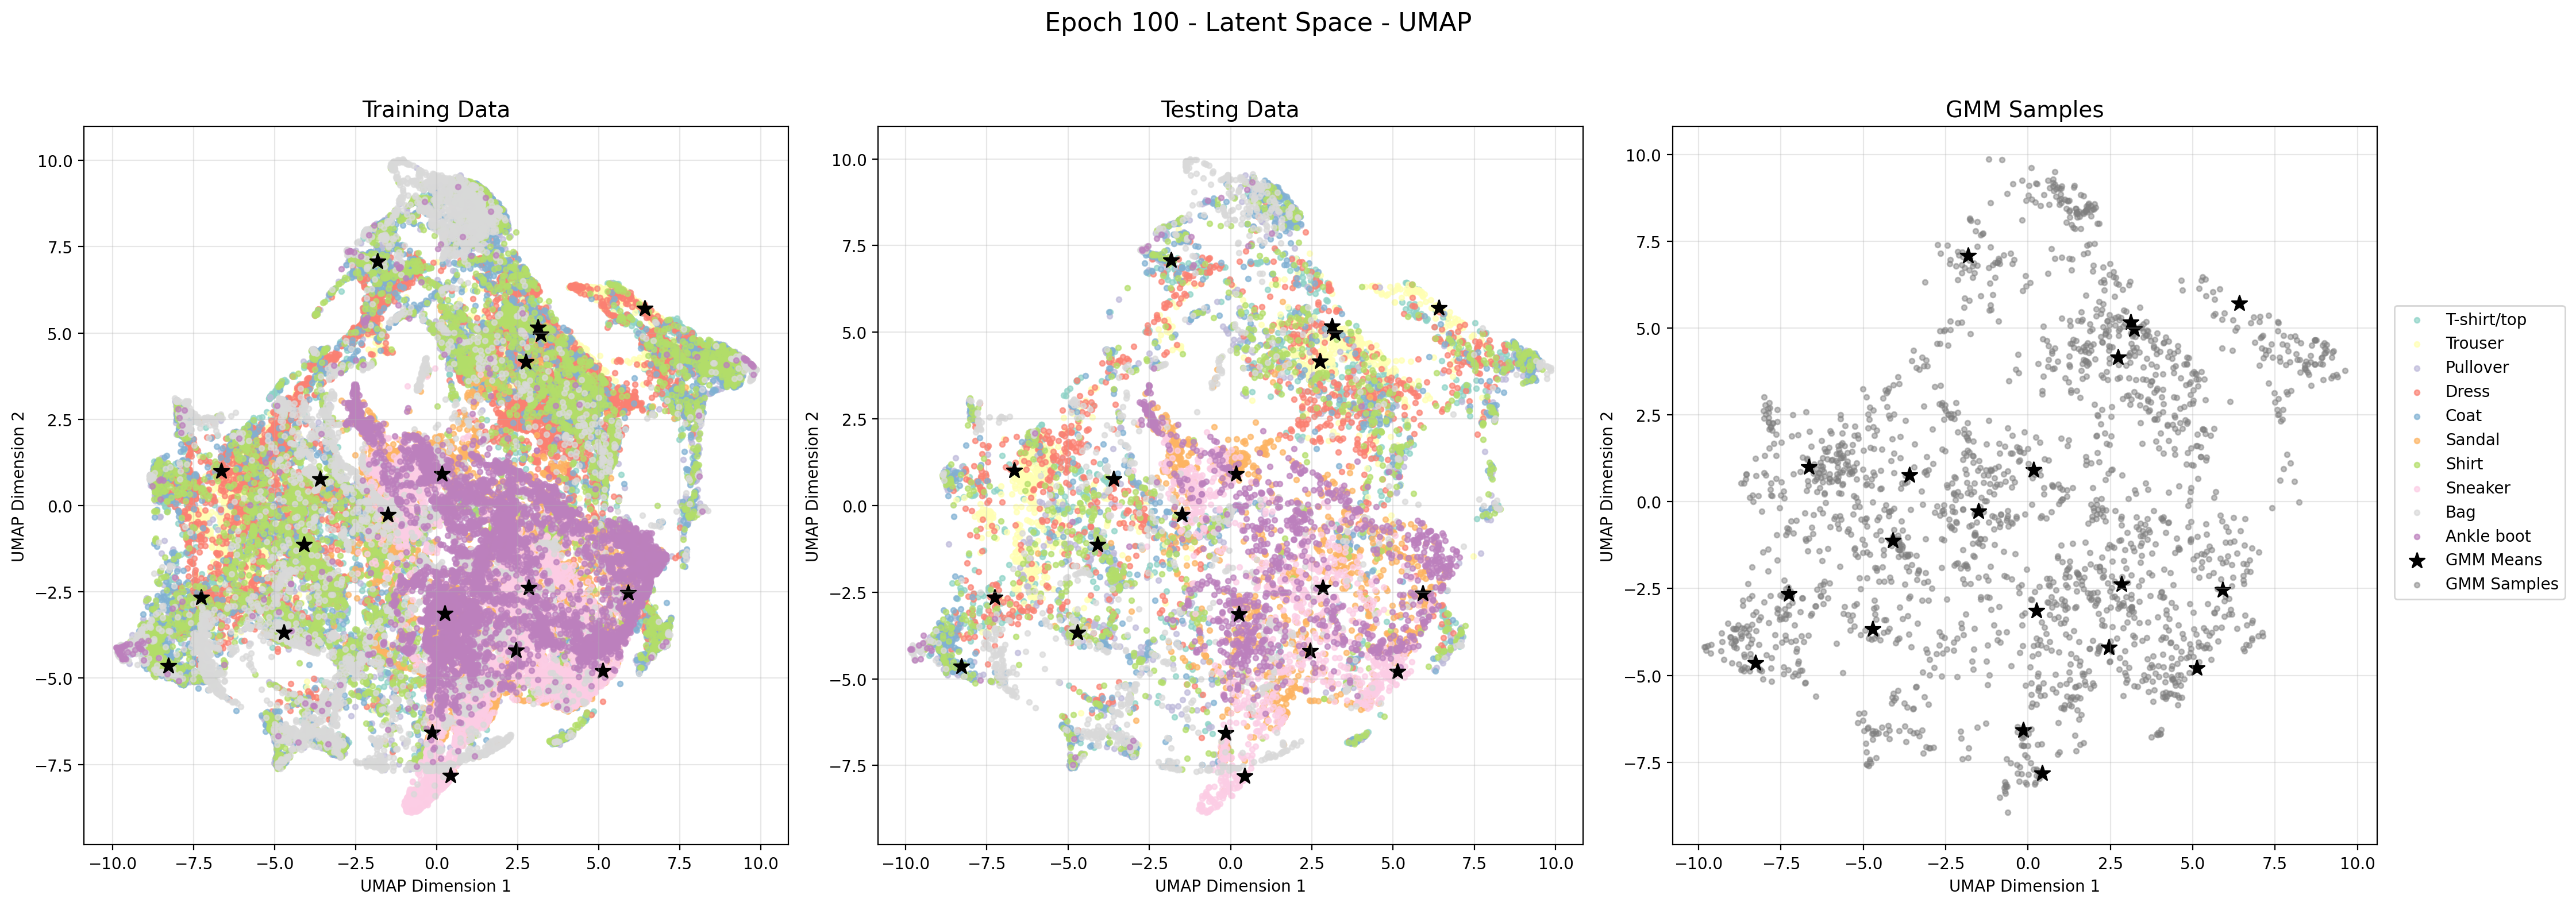 Epoch 100 - Latent Space - UMAP
Training Data
10.0
7.5
5.0
2.5
0.0
−2.5
−5.0
−7.5
UMAP Dimension 2
−10.0 −7.5 −5.0 −2.5 0.0 2.5 5.0 7.5 10.0
UMAP Dimension 1
Testing Data
10.0
7.5
5.0
2.5
0.0
−2.5
−5.0
−7.5
UMAP Dimension 2
−10.0 −7.5 −5.0 −2.5 0.0 2.5 5.0 7.5 10.0
UMAP Dimension 1
GMM Samples
10.0
7.5
5.0
2.5
0.0
−2.5
−5.0
−7.5
UMAP Dimension 2
−10.0 −7.5 −5.0 −2.5 0.0 2.5 5.0 7.5 10.0
UMAP Dimension 1
T-shirt/top
Trouser
Pullover
Dress
Coat
Sandal
Shirt
Sneaker
Bag
Ankle boot
GMM Means
GMM Samples